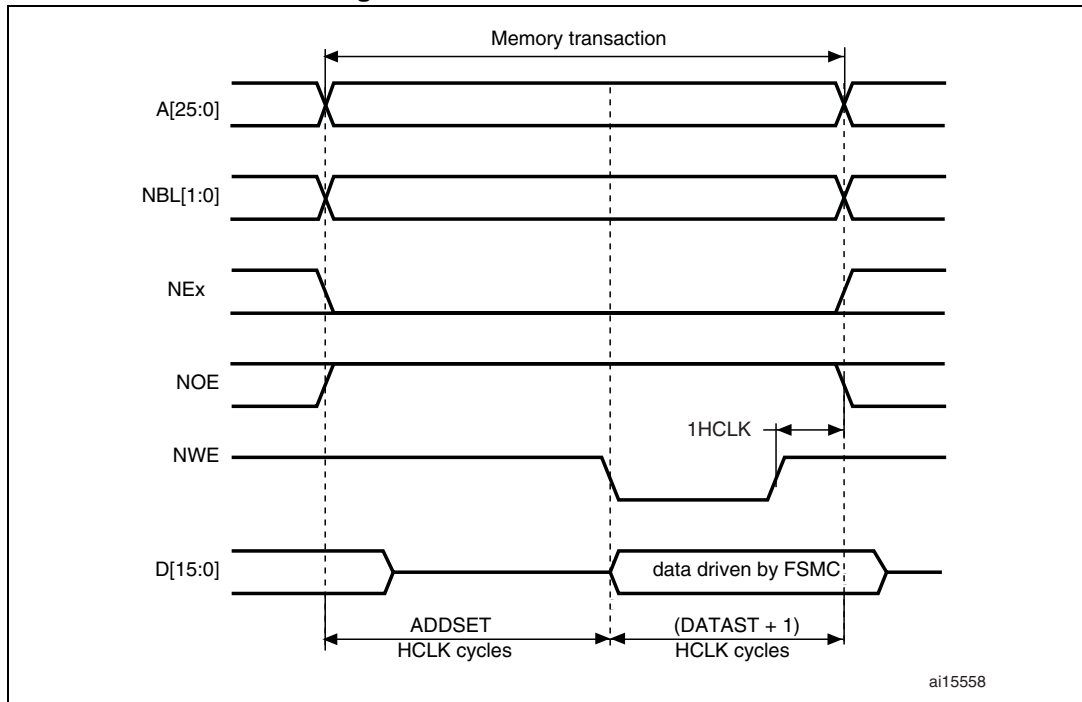 g
Memory transaction
A[25:0]
NBL[1:0]
NEx
NOE
1HCLK
NWE
D[15:0]
data driven by FSMC
ADDSET
HCLK cycles
(DATAST + 1)
HCLK cycles
ai15558